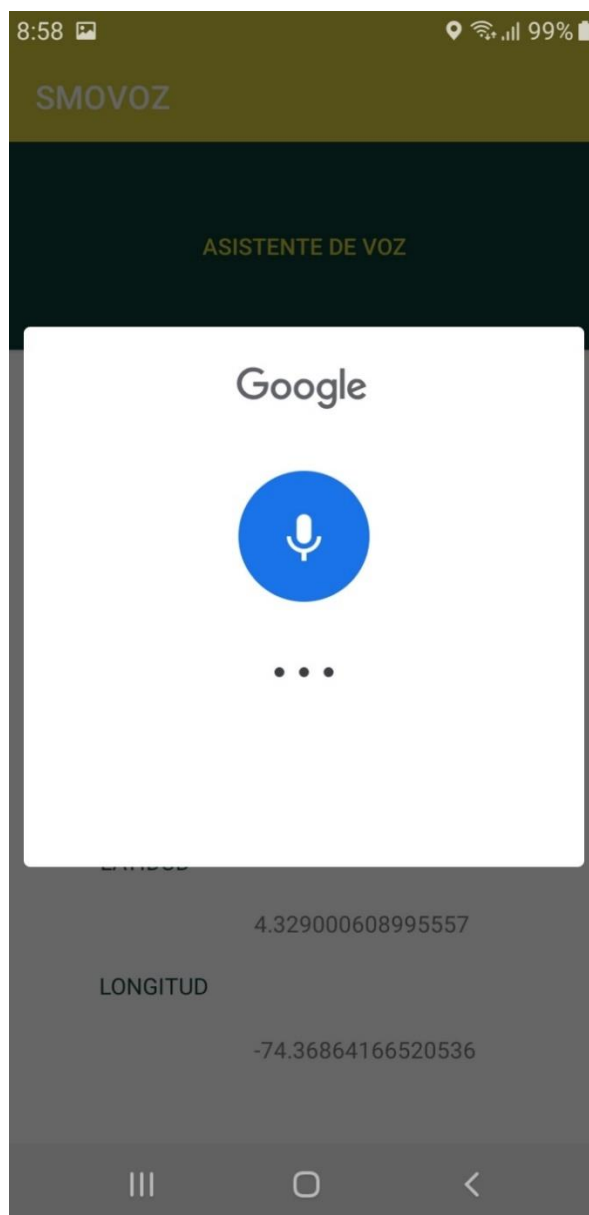 8:58 99%
SMOVOZ
ASISTENTE DE VOZ
Google
4.329000608995557
LONGITUD
-74.36864166520536